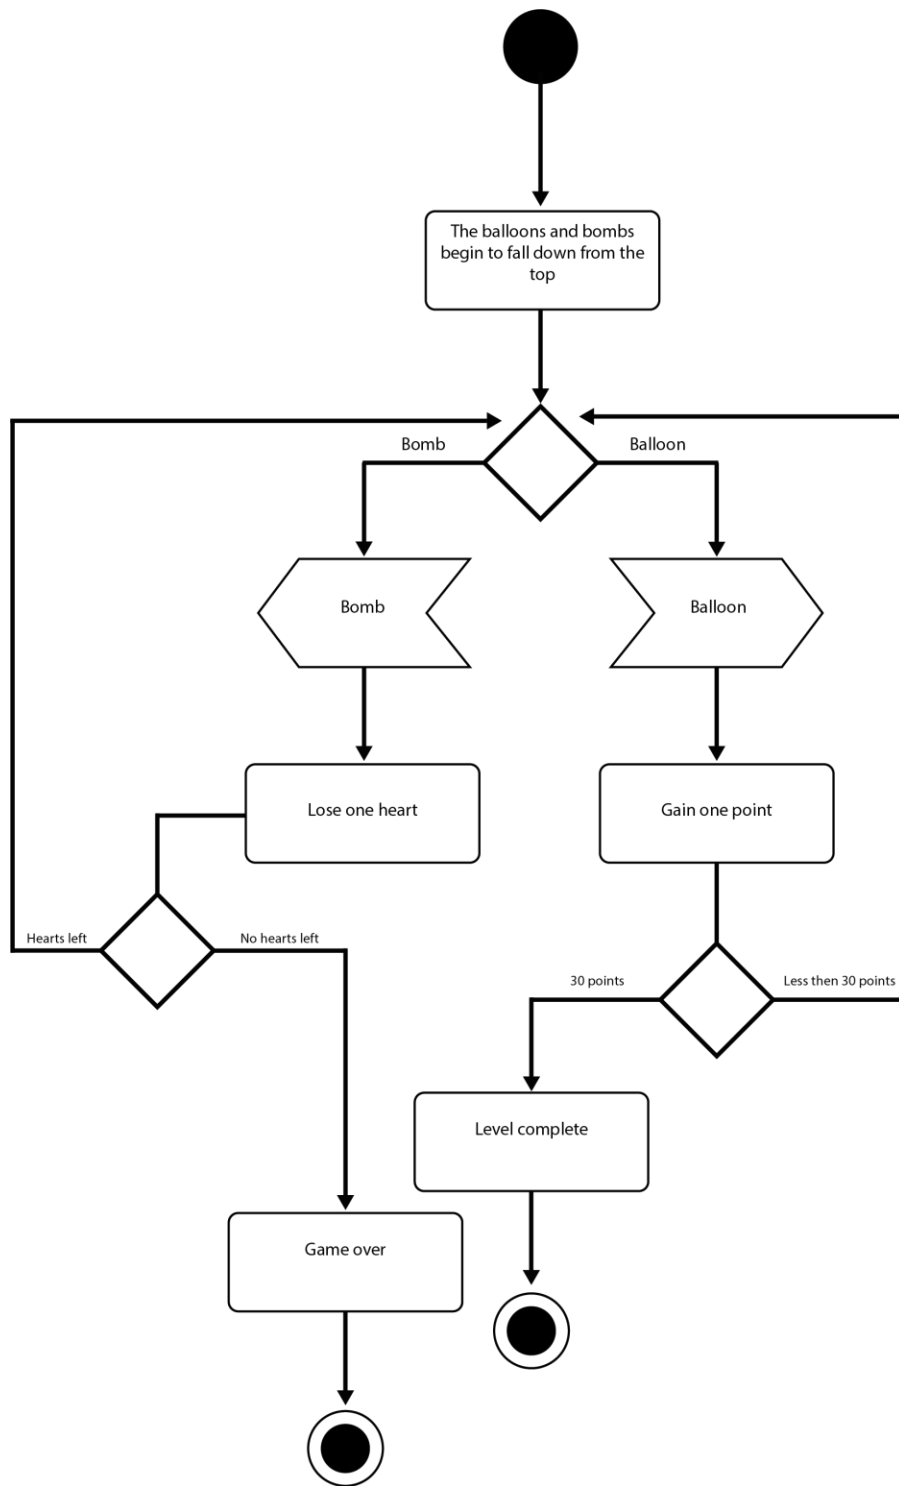 The balloons and bombs
begin to fall down from the
top
Bomb
Balloon
Bomb
Balloon
Lose one heart
Gain one point
Hearts left
No hearts left
30 points
Less then 30 points
Level complete
Game over